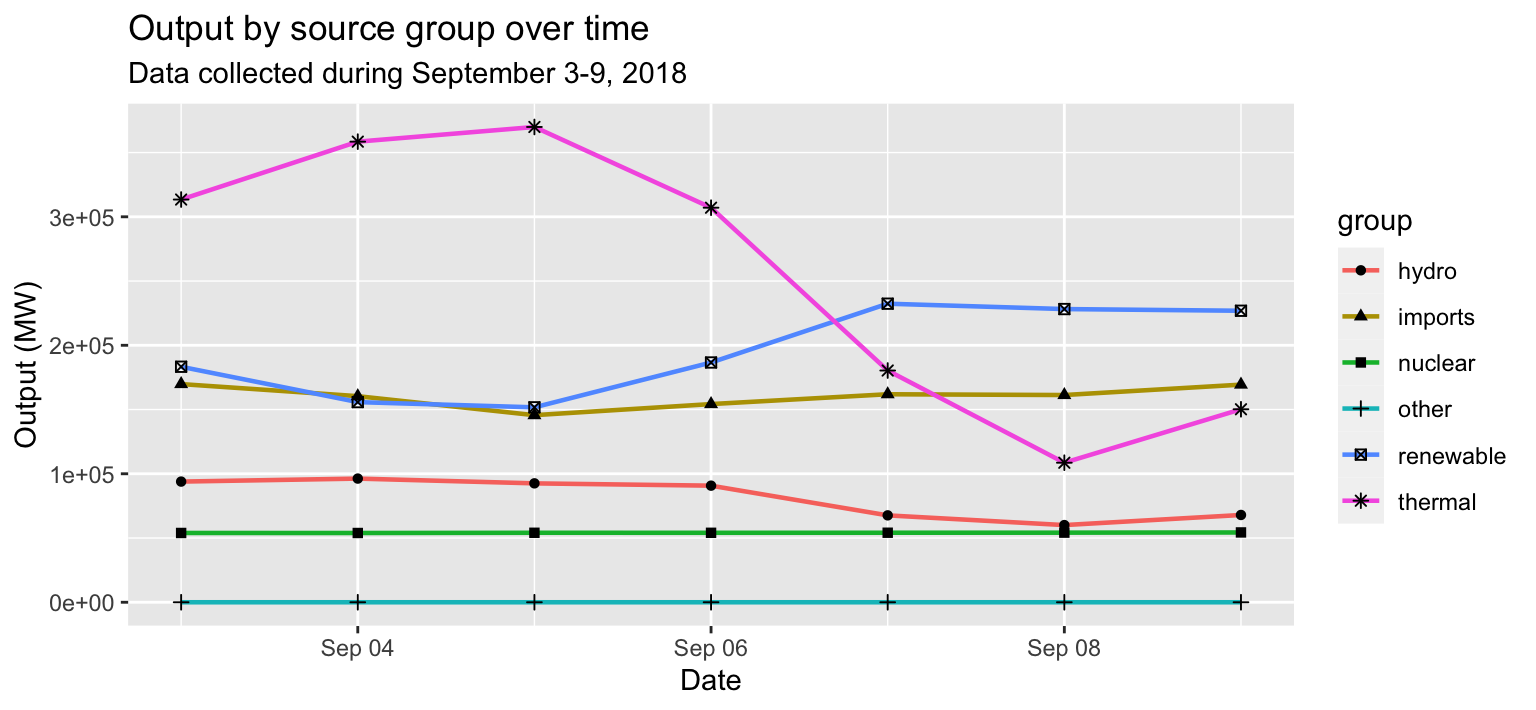 Output by source group over time
Data collected during September 3-9, 2018
Output (MW)
3e+05
2e+05
1e+05
0e+00
Sep 04 Sep 06 Sep 08
Date
group
hydro
imports
nuclear
other
renewable
thermal